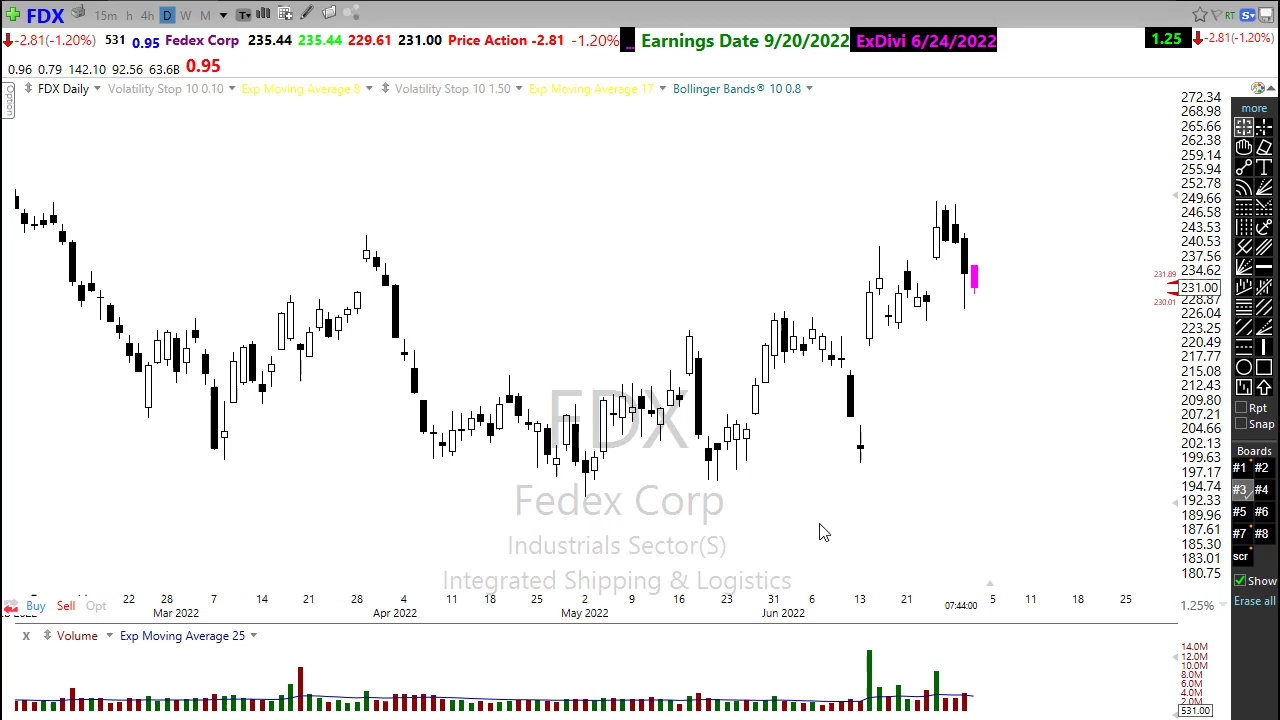 FDX 15m h 4h D W M T RT S
-2.81(-1.20%) 531 0.95 Fedex Corp 235.44 235.44 229.61 231.00 Price Action -2.81 -1.20% ... Earnings Date 9/20/2022 ExDivi 6/24/2022 1.25 -2.81(-1.20%)
0.96 0.79 142.10 92.56 63.6B 0.95
Option
FDX Daily Volatility Stop 10 0.10 Exp Moving Average 8 Volatility Stop 10 1.50 Exp Moving Average 17 Bollinger Bands® 10 0.8
272.34
268.98
265.66
262.38
259.14
255.94
252.78
249.66
246.58
243.53
240.53
237.56
234.62
231.89
231.00
230.01
228.87
226.04
223.25
220.49
217.77
215.08
212.43
209.80
207.21
204.66
202.13
199.63
197.17
194.74
192.33
189.96
187.61
185.30
183.01
180.75
1.25%
more
T
Rpt
Snap
Boards
#1 #2
#3 #4
#5 #6
#7 #8
scr
Show
Erase all
FDX
Fedex Corp
Industrials Sector(S)
Integrated Shipping & Logistics
22 28 7 14 21 28 4 11 18 25 2 9 16 23 31 6 13 21 07:44:00 5 11 18 25
Buy Sell Opt
Mar 2022 Apr 2022 May 2022 Jun 2022
X Volume Exp Moving Average 25
14.0M
12.0M
10.0M
8.0M
6.0M
4.0M
2.0M
531.00